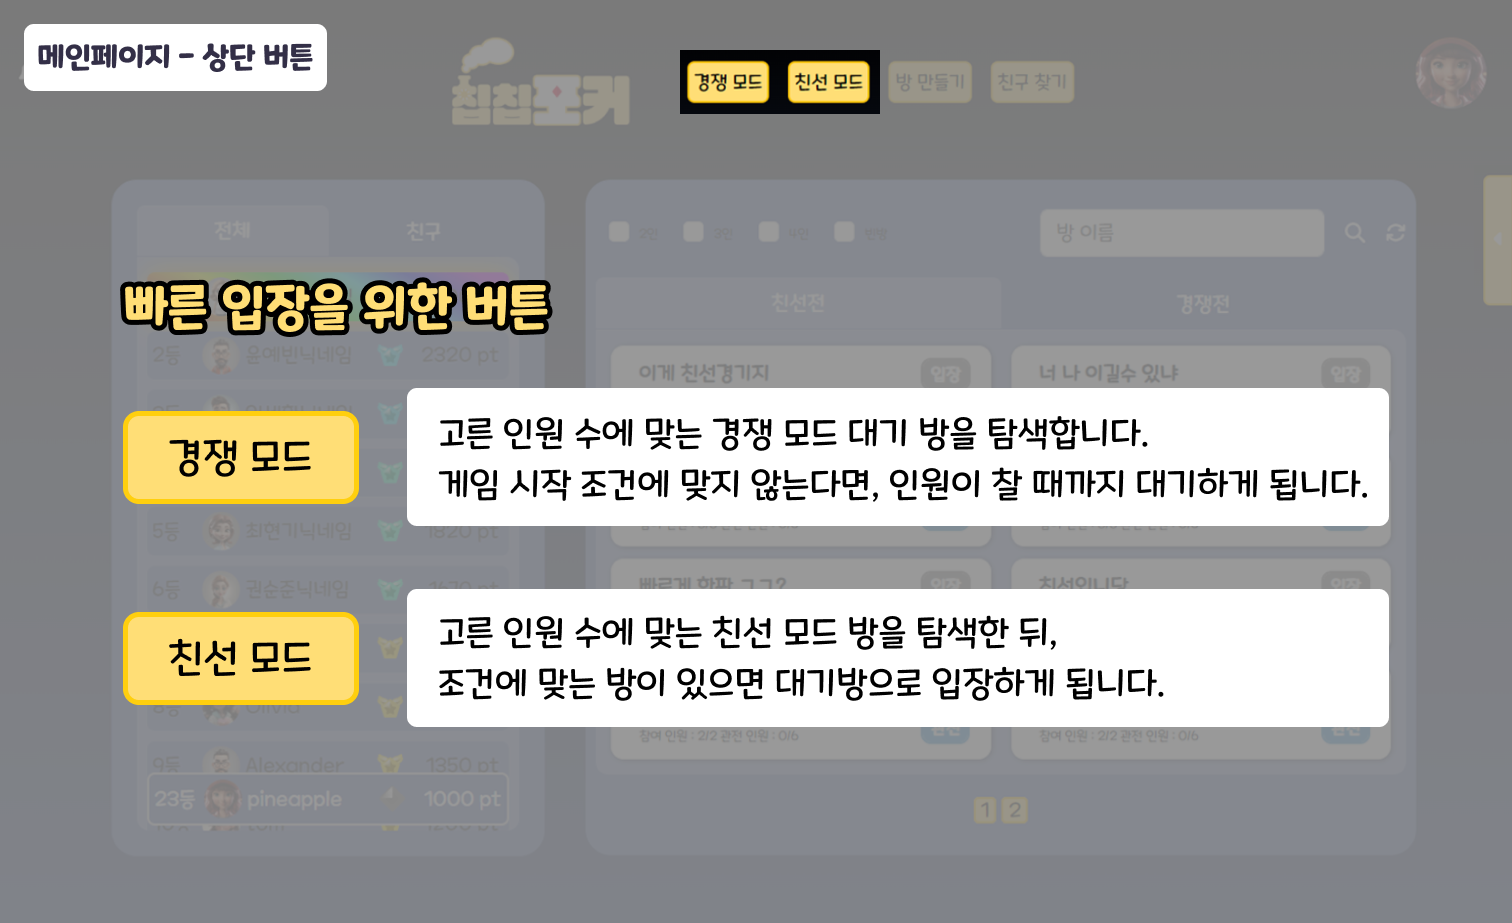 메인페이지 - 상단 버튼
칩칩포커
경쟁 모드
친선 모드
방 만들기
친구 찾기
전체
친구
2인
3인
4인
빈방
방 이름
친선전
경쟁전
빠른 입장을 위한 버튼
2등 윤예빈닉네임 2320 pt
이게 친선경기지 입장
너 나 이길수 있냐 입장
경쟁 모드
고른 인원 수에 맞는 경쟁 모드 대기 방을 탐색합니다.
게임 시작 조건에 맞지 않는다면, 인원이 찰 때까지 대기하게 됩니다.
5등 최현기닉네임 1820 pt
6등 권순준닉네임 1670 pt
빠르게 한판 ㄱㄱ? 입장
친선입니당 입장
친선 모드
고른 인원 수에 맞는 친선 모드 방을 탐색한 뒤,
조건에 맞는 방이 있으면 대기방으로 입장하게 됩니다.
8등 Olivia
참여 인원 : 2/2 관전 인원 : 0/6
참여 인원 : 2/2 관전 인원 : 0/6
9등 Alexander 1350 pt
23등 pineapple 1000 pt
1 2